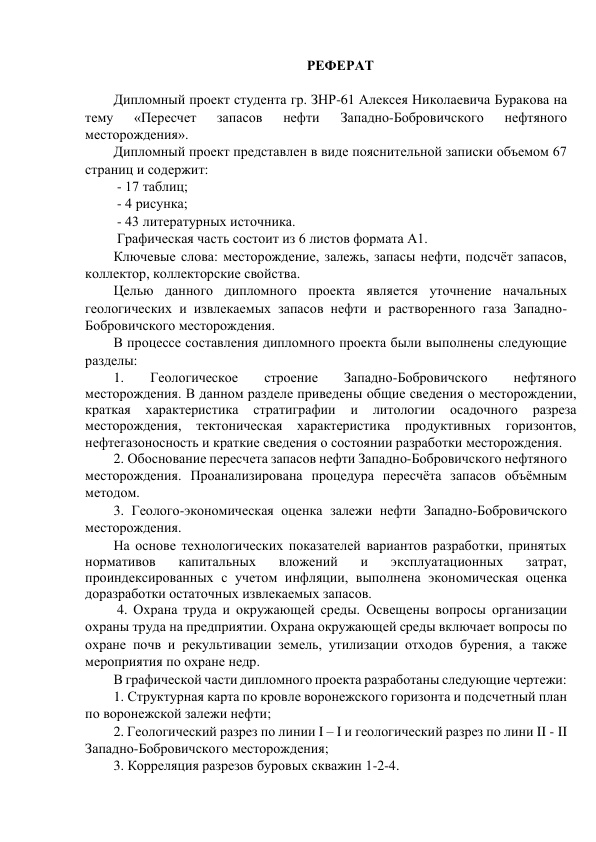 РЕФЕРАТ
Дипломный проект студента гр. ЗНР-61 Алексея Николаевича Буракова на
тему «Пересчет запасов нефти Западно-Бобровичского нефтяного
месторождения».
Дипломный проект представлен в виде пояснительной записки объемом 67
страниц и содержит:
- 17 таблиц;
- 4 рисунка;
- 43 литературных источника.
Графическая часть состоит из 6 листов формата А1.
Ключевые слова: месторождение, залежь, запасы нефти, подсчёт запасов,
коллектор, коллекторские свойства.
Целью данного дипломного проекта является уточнение начальных
геологических и извлекаемых запасов нефти и растворенного газа Западно-
Бобровичского месторождения.
В процессе составления дипломного проекта были выполнены следующие
разделы:
1. Геологическое строение Западно-Бобровичского нефтяного
месторождения. В данном разделе приведены общие сведения о месторождении,
краткая характеристика стратиграфии и литологии осадочного разреза
месторождения, тектоническая характеристика продуктивных горизонтов,
нефтегазоносность и краткие сведения о состоянии разработки месторождения.
2. Обоснование пересчета запасов нефти Западно-Бобровичского нефтяного
месторождения. Проанализирована процедура пересчёта запасов объёмным
методом.
3. Геолого-экономическая оценка залежи нефти Западно-Бобровичского
месторождения.
На основе технологических показателей вариантов разработки, принятых
нормативов капитальных вложений и эксплуатационных затрат,
проиндексированных с учетом инфляции, выполнена экономическая оценка
доразработки остаточных извлекаемых запасов.
4. Охрана труда и окружающей среды. Освещены вопросы организации
охраны труда на предприятии. Охрана окружающей среды включает вопросы по
охране почв и рекультивации земель, утилизации отходов бурения, а также
мероприятия по охране недр.
В графической части дипломного проекта разработаны следующие чертежи:
1. Структурная карта по кровле воронежского горизонта и подсчетный план
по воронежской залежи нефти;
2. Геологический разрез по линии I – I и геологический разрез по лини II - II
Западно-Бобровичского месторождения;
3. Корреляция разрезов буровых скважин 1-2-4.